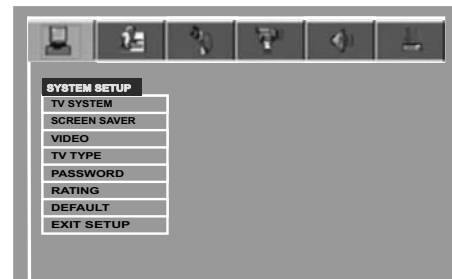 SYSTEM SETUP
TV SYSTEM
SCREEN SAVER
VIDEO
TV TYPE
PASSWORD
RATING
DEFAULT
EXIT SETUP